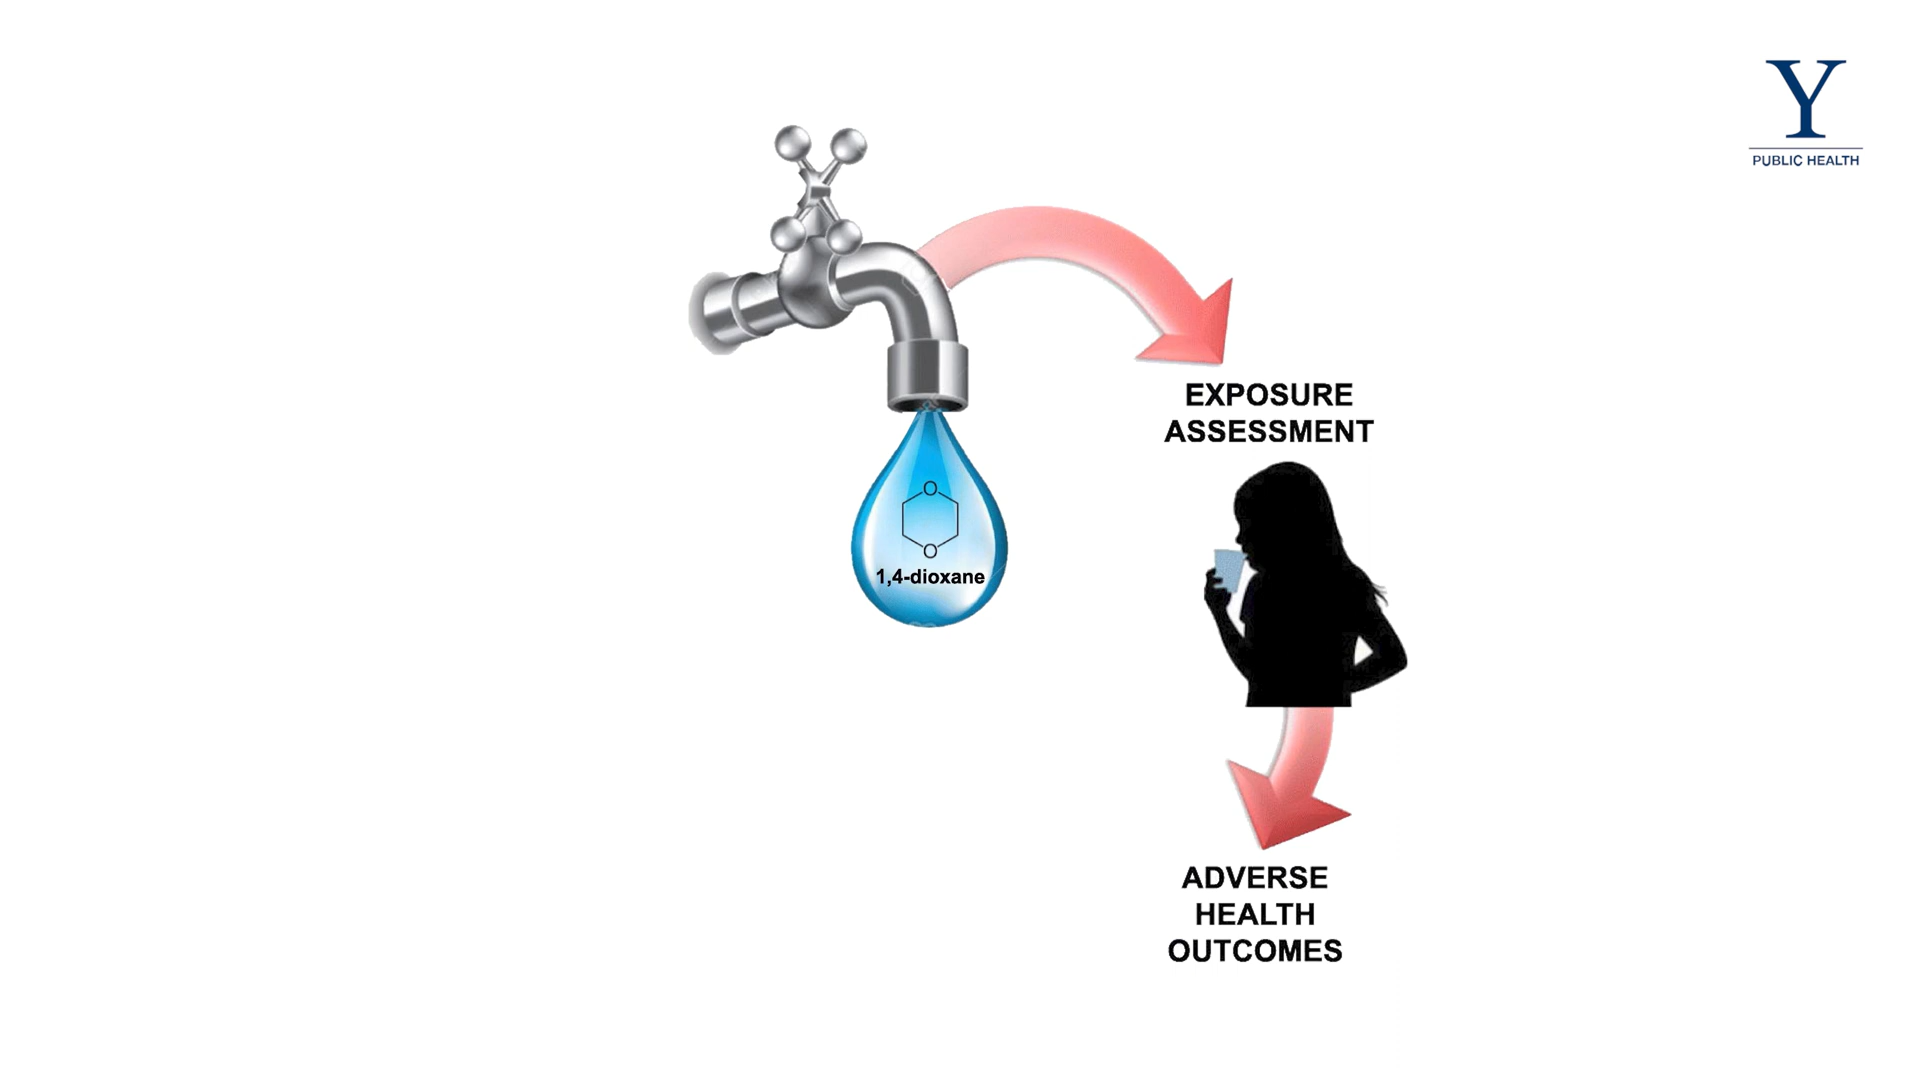 Y
PUBLIC HEALTH
EXPOSURE
ASSESSMENT
O
O
1,4-dioxane
ADVERSE
HEALTH
OUTCOMES